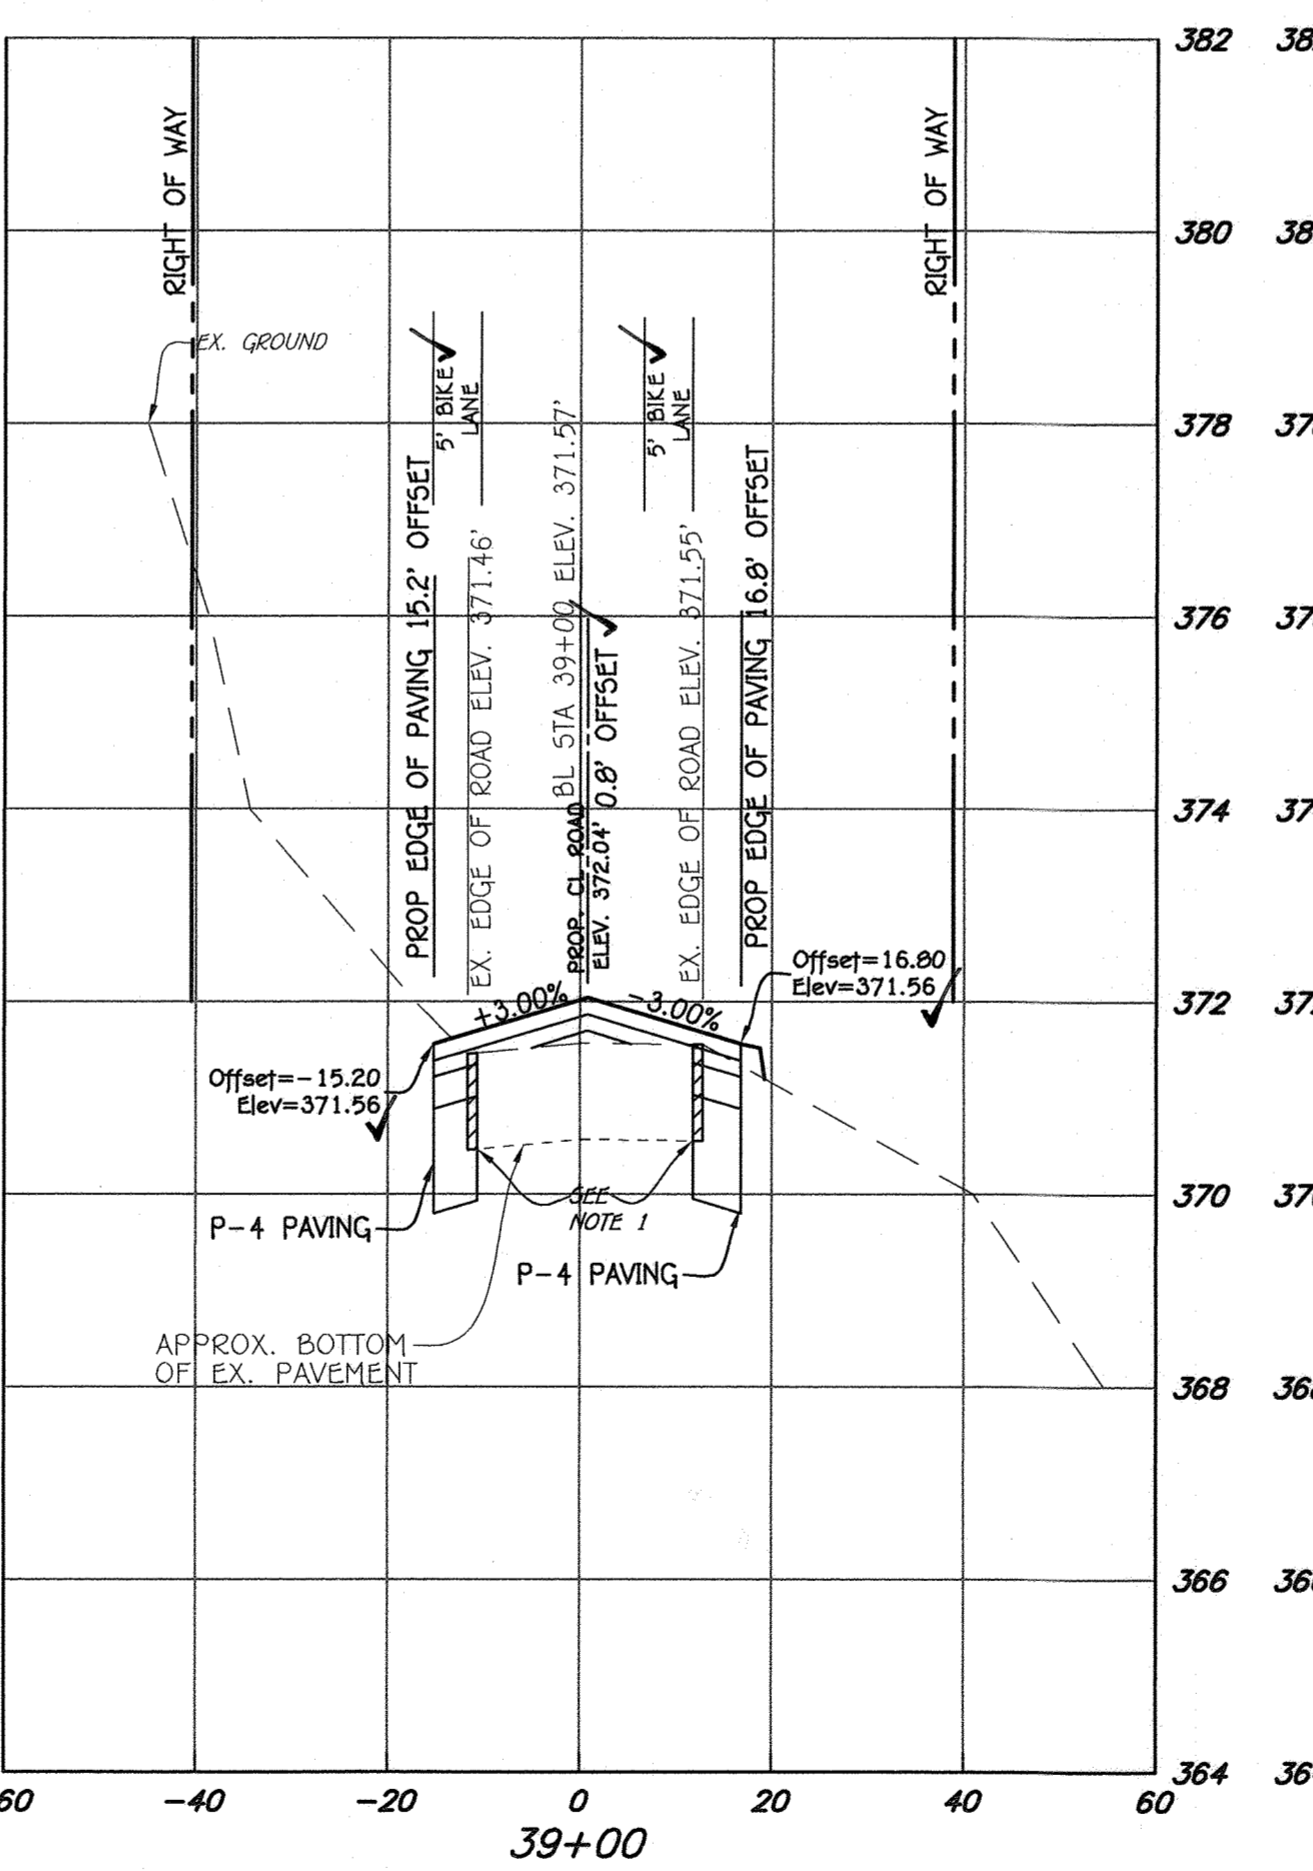 382
380
378
376
374
372
370
368
366
364
RIGHT OF WAY
RIGHT OF WAY
EX. GROUND
5' BIKE
LANE
5' BIKE
LANE
PROP EDGE OF PAVING 15.2' OFFSET
EX. EDGE OF ROAD ELEV. 371.46'
BL STA 39+00 ELEV. 371.57'
PROP. CL ROAD
ELEV. 372.04' 0.8' OFFSET
EX. EDGE OF ROAD ELEV. 371.55'
PROP EDGE OF PAVING 16.8' OFFSET
Offset=16.80
Elev=371.56
+3.00%
-3.00%
Offset=-15.20
Elev=371.56
SEE
NOTE 1
P-4 PAVING
P-4 PAVING
APPROX. BOTTOM
OF EX. PAVEMENT
-40
-20
0
20
40
60
39+00